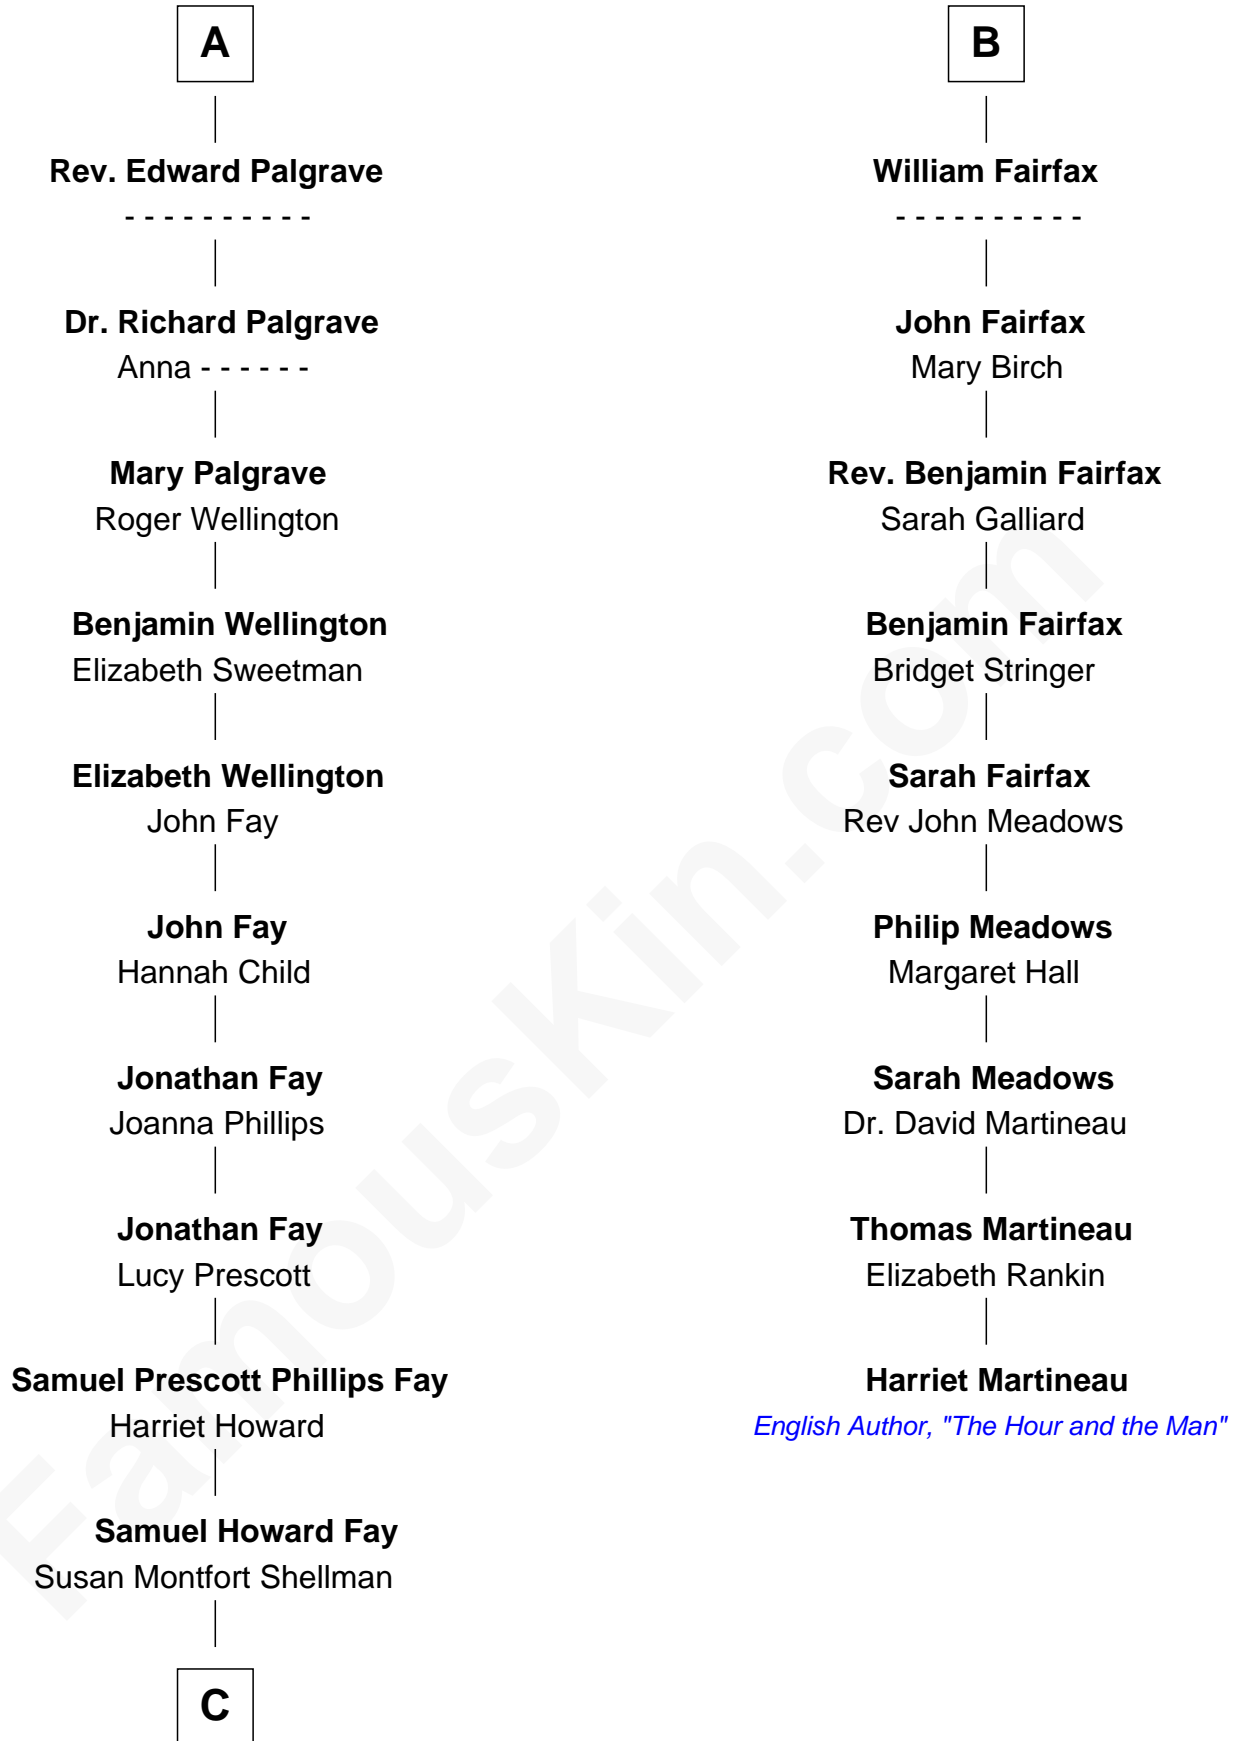 A
Rev. Edward Palgrave
- - - - - - - - - -
Dr. Richard Palgrave
Anna - - - - - -
Mary Palgrave
Roger Wellington
Benjamin Wellington
Elizabeth Sweetman
Elizabeth Wellington
John Fay
John Fay
Hannah Child
Jonathan Fay
Joanna Phillips
Jonathan Fay
Lucy Prescott
Samuel Prescott Phillips Fay
Harriet Howard
Samuel Howard Fay
Susan Montfort Shellman
C
B
William Fairfax
- - - - - - - - - -
John Fairfax
Mary Birch
Rev. Benjamin Fairfax
Sarah Galliard
Benjamin Fairfax
Bridget Stringer
Sarah Fairfax
Rev John Meadows
Philip Meadows
Margaret Hall
Sarah Meadows
Dr. David Martineau
Thomas Martineau
Elizabeth Rankin
Harriet Martineau
English Author, "The Hour and the Man"
FamousKin.com